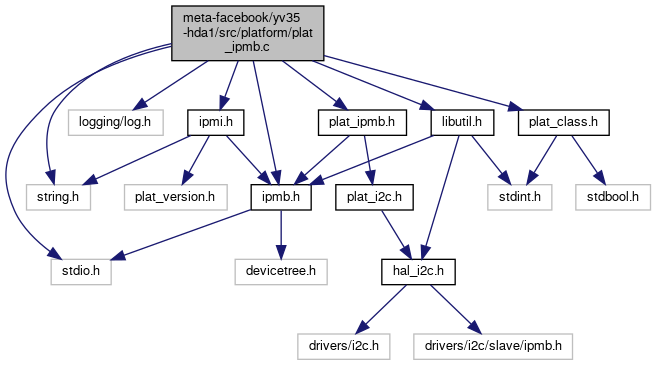 meta-facebook/yv35
-hda1/src/platform/plat
_ipmb.c
logging/log.h
ipmi.h
plat_ipmb.h
libutil.h
plat_class.h
string.h
plat_version.h
ipmb.h
plat_i2c.h
stdint.h
stdbool.h
stdio.h
devicetree.h
hal_i2c.h
drivers/i2c.h
drivers/i2c/slave/ipmb.h